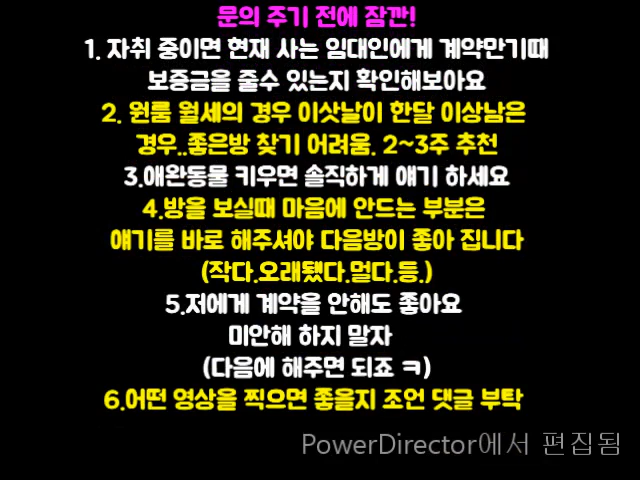 문의 주기 전에 잠깐!
1. 자취 중이면 현재 사는 임대인에게 계약만기때
보증금을 줄수 있는지 확인해보아요
2. 원룸 월세의 경우 이삿날이 한달 이상남은
경우..좋은방 찾기 어려움. 2~3주 추천
3.애완동물 키우면 솔직하게 얘기 하세요
4.방을 보실때 마음에 안드는 부분은
얘기를 바로 해주셔야 다음방이 좋아 집니다
(작다.오래됐다.멀다.등.)
5.저에게 계약을 안해도 좋아요
미안해 하지 말자
(다음에 해주면 되죠 ㅋ)
6.어떤 영상을 찍으면 좋을지 조언 댓글 부탁
PowerDirector에서 편집됨